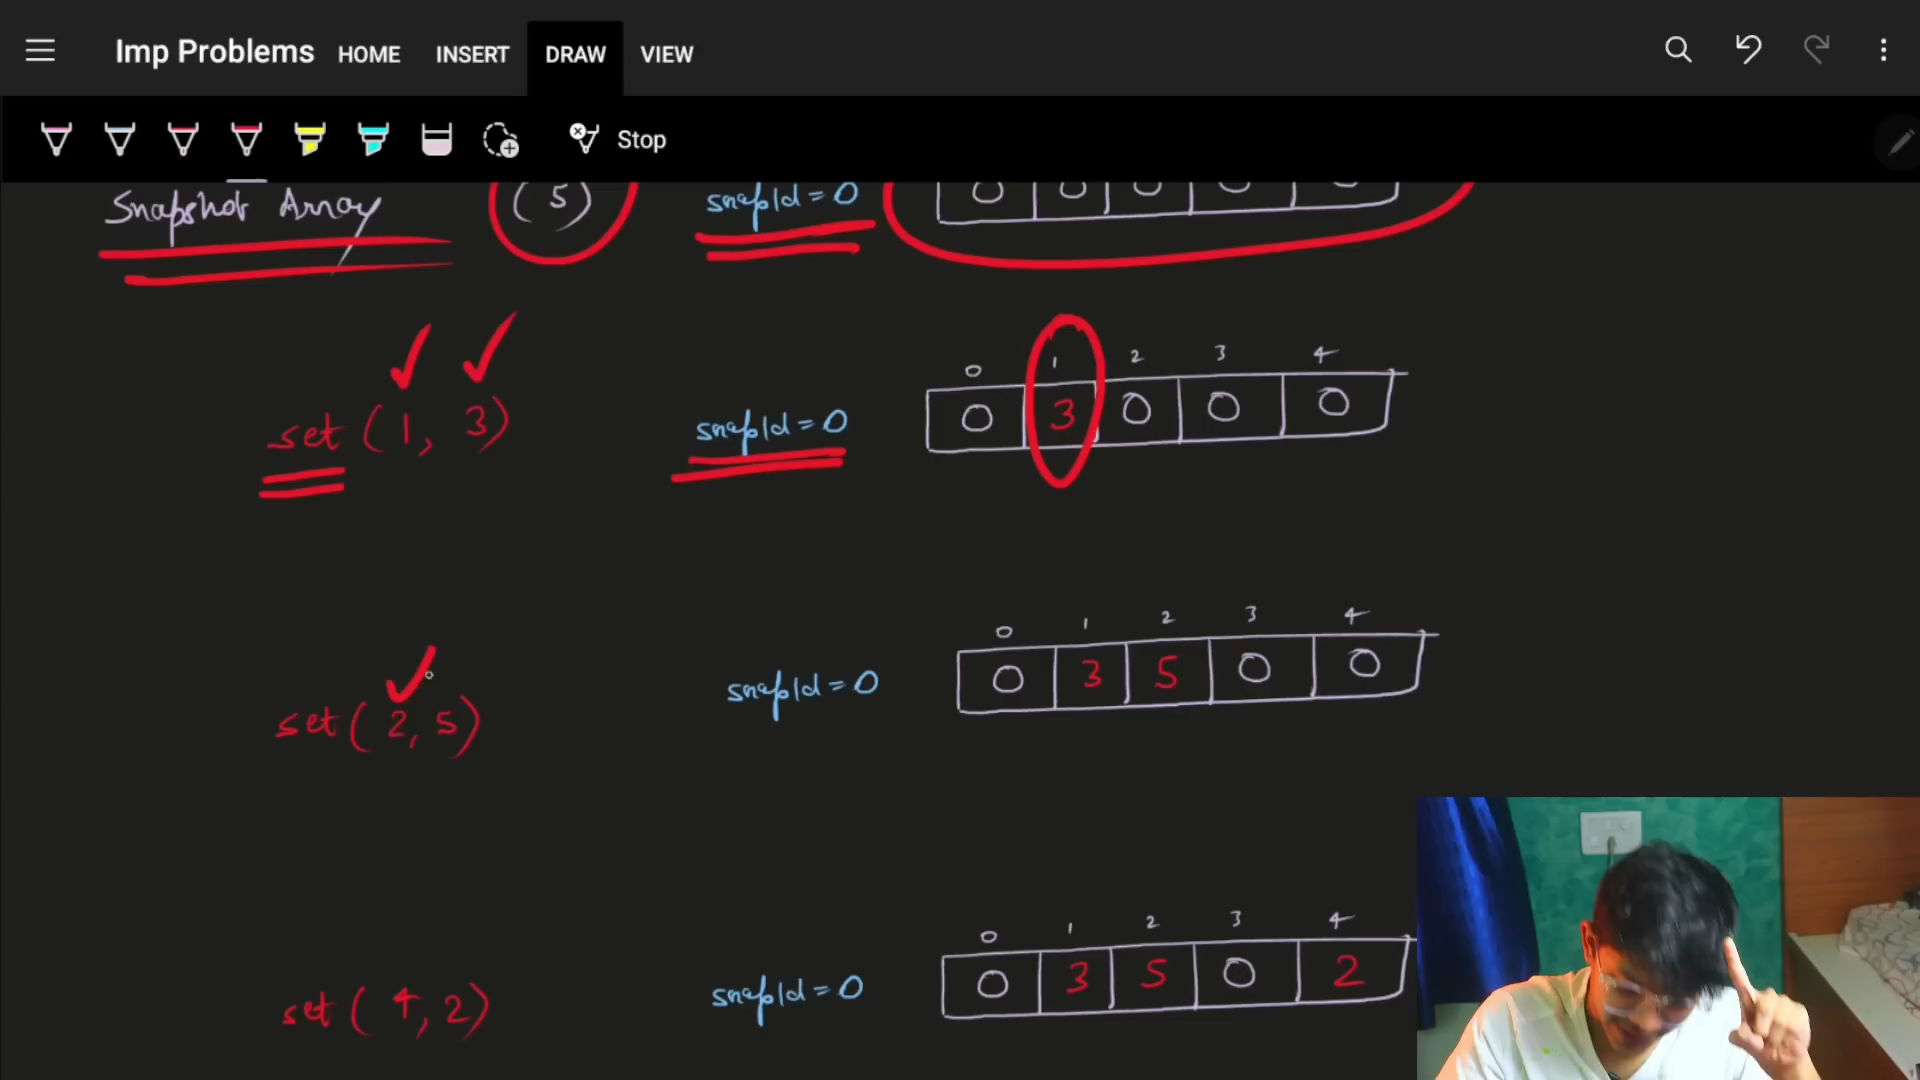 Imp Problems HOME INSERT DRAW VIEW
Stop
Snapshot Array (5) snapId = 0 0 0 0 0 0
0 1 2 3 4
set (1, 3) snapId = 0 0 3 0 0 0
0 1 2 3 4
set( 2, 5) snapId = 0 0 3 5 0 0
0 1 2 3 4
set( 4, 2) snapId = 0 0 3 5 0 2